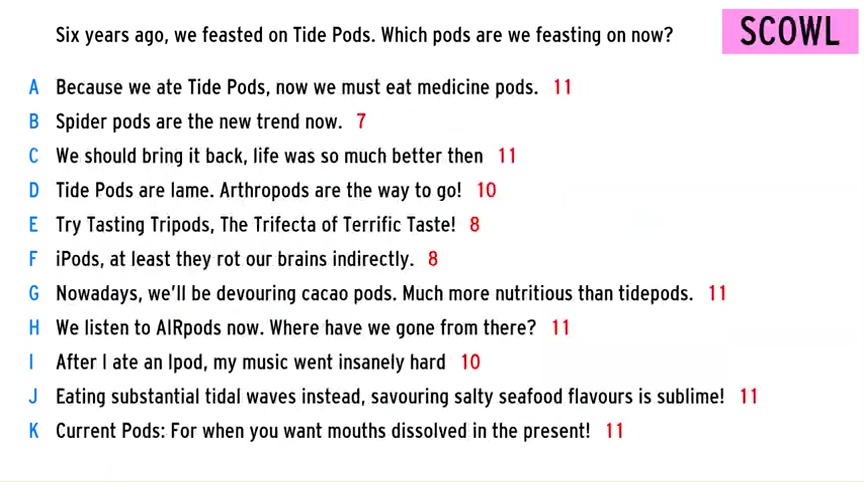 Six years ago, we feasted on Tide Pods. Which pods are we feasting on now?
SCOWL
A Because we ate Tide Pods, now we must eat medicine pods. 11
B Spider pods are the new trend now. 7
C We should bring it back, life was so much better then 11
D Tide Pods are lame. Arthropods are the way to go! 10
E Try Tasting Tripods, The Trifecta of Terrific Taste! 8
F iPods, at least they rot our brains indirectly. 8
G Nowadays, we'll be devouring cacao pods. Much more nutritious than tidepods. 11
H We listen to AIRpods now. Where have we gone from there? 11
I After I ate an Ipod, my music went insanely hard 10
J Eating substantial tidal waves instead, savouring salty seafood flavours is sublime! 11
K Current Pods: For when you want mouths dissolved in the present! 11